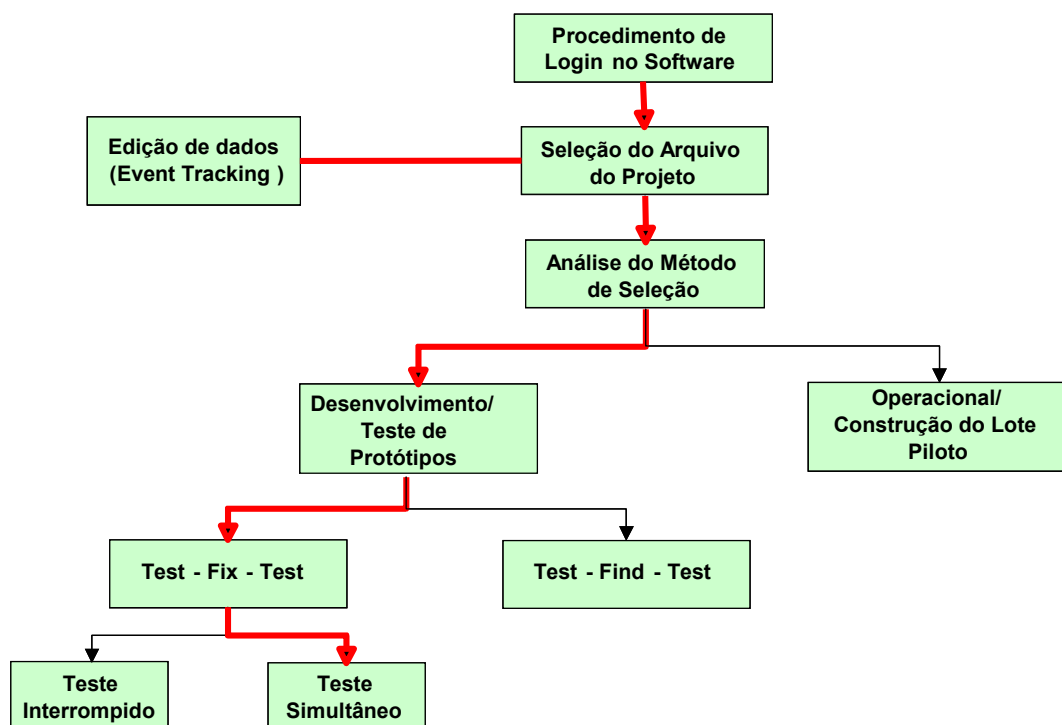 Procedimento de
Login no Software
Edição de dados
(Event Tracking )
Seleção do Arquivo
do Projeto
Análise do Método
de Seleção
Desenvolvimento/
Teste de
Protótipos
Operacional/
Construção do Lote
Piloto
Test - Fix - Test
Test - Find - Test
Teste
Interrompido
Teste
Simultâneo